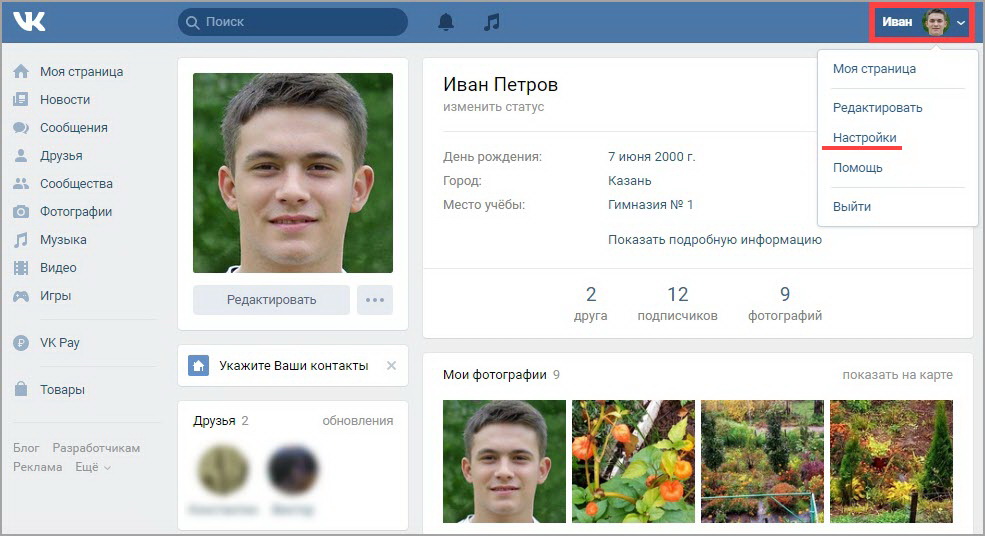 VK
Поиск
Иван
Моя страница
Новости
Сообщения
Друзья
Сообщества
Фотографии
Музыка
Видео
Игры
VK Pay
Товары
Блог Разработчикам
Реклама Ещё
Редактировать
Укажите Ваши контакты
Друзья 2 обновления
Иван Петров
изменить статус
День рождения: 7 июня 2000 г.
Город: Казань
Место учёбы: Гимназия № 1
Показать подробную информацию
2 12 9
друга подписчиков фотографий
Мои фотографии 9 показать на карте
Моя страница
Редактировать
Настройки
Помощь
Выйти